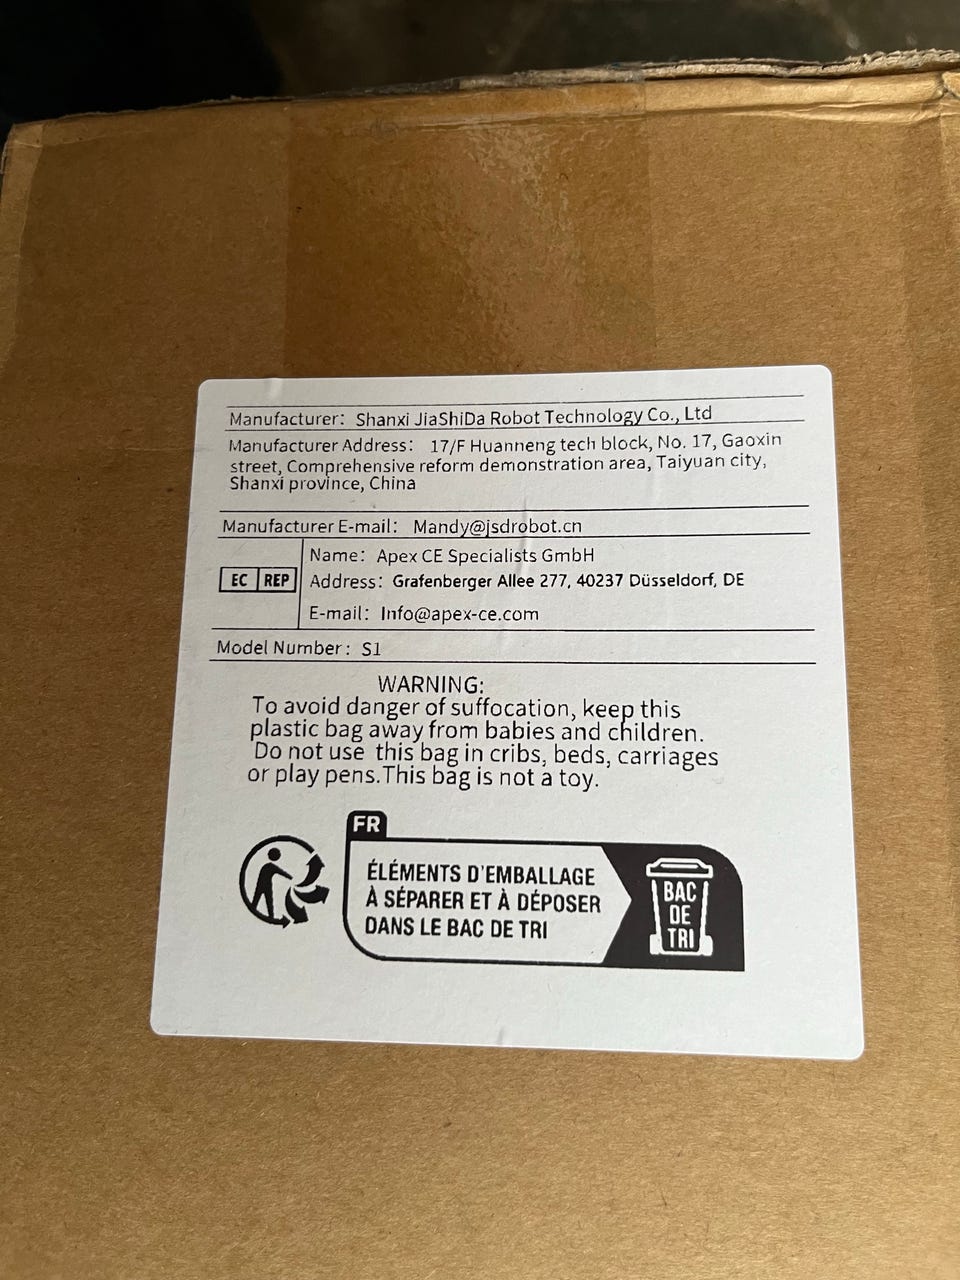 Manufacturer: Shanxi JiaShiDa Robot Technology Co., Ltd
Manufacturer Address: 17/F Huanneng tech block, No. 17, Gaoxin
street, Comprehensive reform demonstration area, Taiyuan city,
Shanxi province, China
Manufacturer E-mail: Mandy@jsdrobot.cn
EC REP
Name: Apex CE Specialists GmbH
Address: Grafenberger Allee 277, 40237 Düsseldorf, DE
E-mail: Info@apex-ce.com
Model Number: S1
WARNING:
To avoid danger of suffocation, keep this
plastic bag away from babies and children.
Do not use this bag in cribs, beds, carriages
or play pens.This bag is not a toy.
FR
ÉLÉMENTS D'EMBALLAGE
À SÉPARER ET À DÉPOSER
DANS LE BAC DE TRI
BAC
DE
TRI